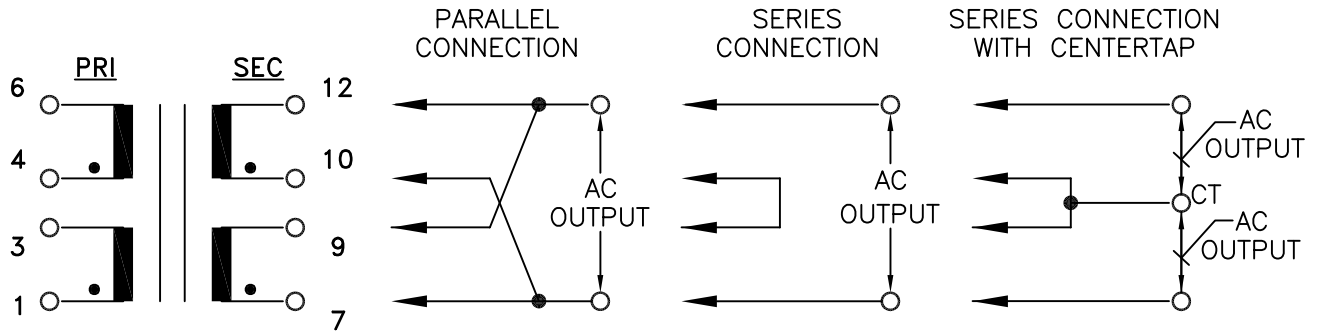 PARALLEL
CONNECTION
SERIES
CONNECTION
SERIES CONNECTION
WITH CENTERTAP
PRI
SEC
6
4
3
1
12
10
9
7
AC
OUTPUT
AC
OUTPUT
AC
OUTPUT
CT
AC
OUTPUT